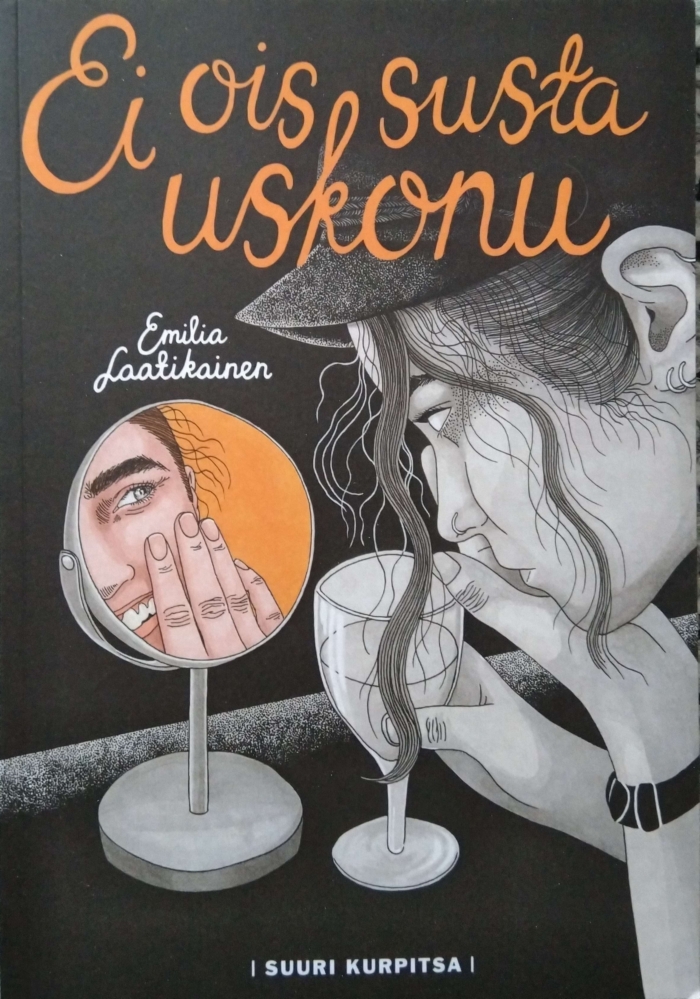 Ei ois susta
uskonu
Emilia
Laatikainen
| SUURI KURPITSA |